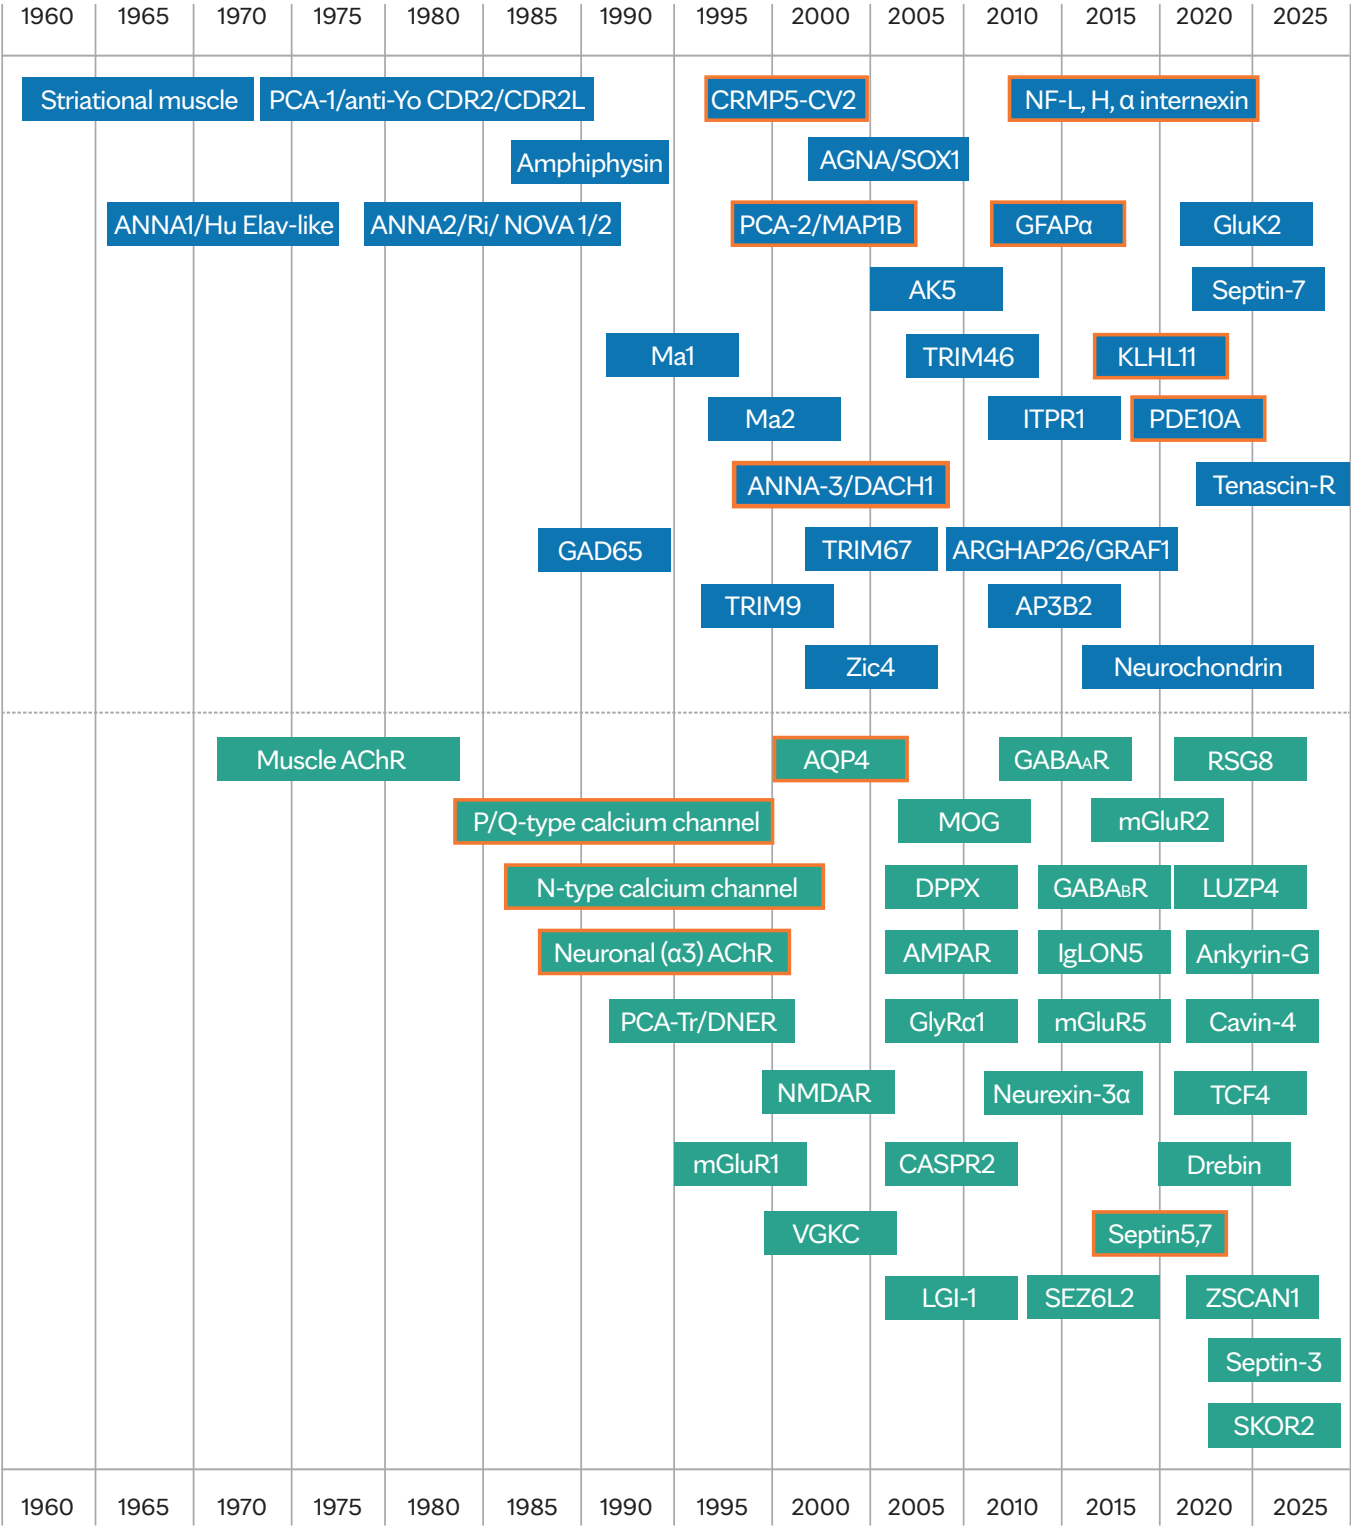 1960 1965 1970 1975 1980 1985 1990 1995 2000 2005 2010 2015 2020 2025
Striational muscle PCA-1/anti-Yo CDR2/CDR2L CRMP5-CV2 NF-L, H, α internexin
Amphiphysin AGNA/SOX1
ANNA1/Hu Elav-like ANNA2/Ri/ NOVA 1/2 PCA-2/MAP1B GFAPα GluK2
AK5 Septin-7
Ma1 TRIM46 KLHL11
Ma2 ITPR1 PDE10A
ANNA-3/DACH1 Tenascin-R
GAD65 TRIM67 ARGHAP26/GRAF1
TRIM9 AP3B2
Zic4 Neurochondrin
Muscle AChR AQP4 GABAAR RSG8
P/Q-type calcium channel MOG mGluR2
N-type calcium channel DPPX GABABR LUZP4
Neuronal (α3) AChR AMPAR IgLON5 Ankyrin-G
PCA-Tr/DNER GlyRα1 mGluR5 Cavin-4
NMDAR Neurexin-3α TCF4
mGluR1 CASPR2 Drebin
VGKC Septin5,7
LGI-1 SEZ6L2 ZSCAN1
Septin-3
SKOR2
1960 1965 1970 1975 1980 1985 1990 1995 2000 2005 2010 2015 2020 2025